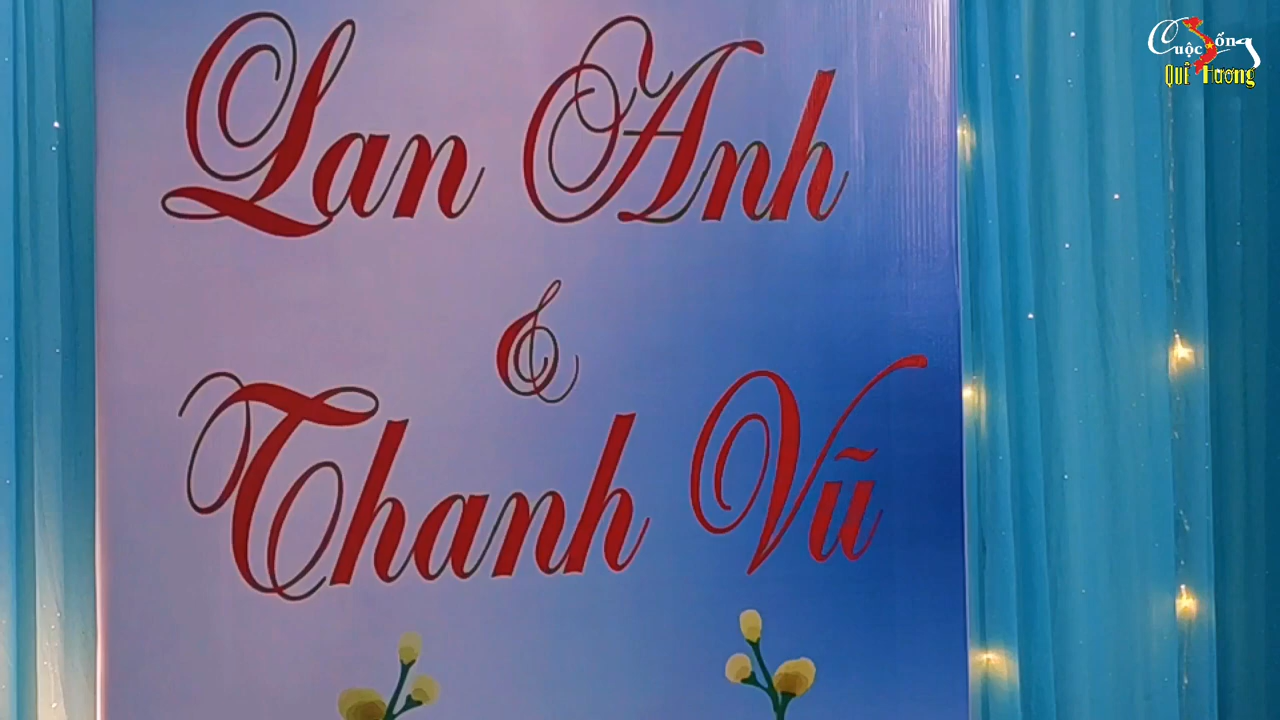 Cuộc Sống
QUÊ Hương
Lan Anh
&
Thanh Vũ